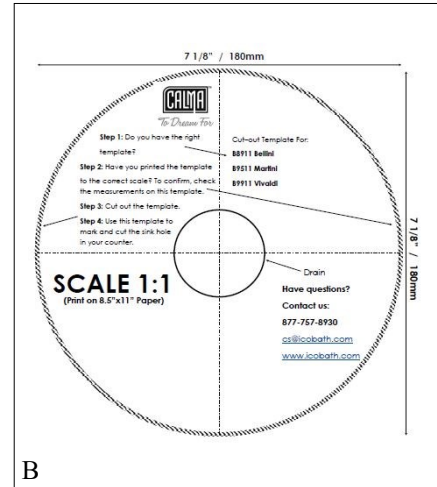 7 1/8" / 180mm
CALMA
To Dream For
Step 1: Do you have the right
template?
Step 2: Have you printed the template
to the correct scale? To confirm, check
the measurements on this template.
Step 3: Cut out the template.
Step 4: Use this template to
mark and cut the sink hole
in your counter.
Cut-out Template For:
B8911 Bellini
B9511 Martini
B9911 Vivaldi
7 1/8" / 180mm
SCALE 1:1
(Print on 8.5"x11" Paper)
Drain
Have questions?
Contact us:
877-757-8930
cs@icobath.com
www.icobath.com
B